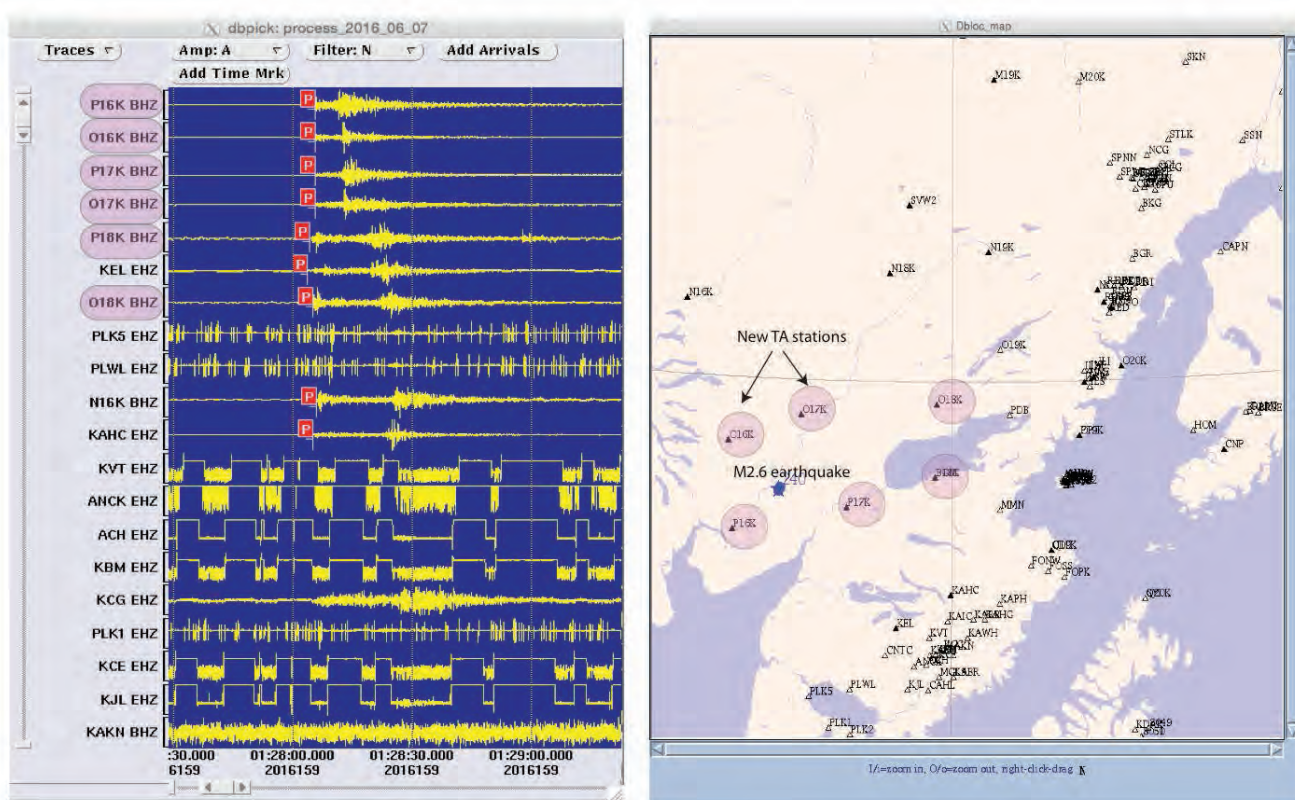 dbpick: process_2016_06_07
Traces
Amp: A
Filter: N
Add Arrivals
Add Time Mrk
P16K BHZ
P
O16K BHZ
P
P17K BHZ
P
O17K BHZ
P
P18K BHZ
P
KEL EHZ
P
O18K BHZ
P
PLK5 EHZ
PLWL EHZ
N16K BHZ
P
KAHC EHZ
P
KVT EHZ
ANCK EHZ
ACH EHZ
KBM EHZ
KCG EHZ
PLK1 EHZ
KCE EHZ
KJL EHZ
KAKN BHZ
:30.000 01:28:00.000 01:28:30.000 01:29:00.000
6159 2016159 2016159 2016159
Dbloc_map
SKN
M19K
M20K
STLK
SSN
NCG
SPNN
BKG
SVW2
CAPN
N19K
BGR
N18K
N16K
New TA stations
O19K
O20K
O18K
O17K
PDB
HOM
O16K
CNP
M2.6 earthquake
240
P17K
MMN
P16K
FONW
FOPK
KAHC
KAPH
KAIC
KEL
KVT
KAWH
CNTC
PLWL
KJL
CAHL
PLK5
PLK1
PLK2
I/i=zoom in, O/o=zoom out, right-click-drag